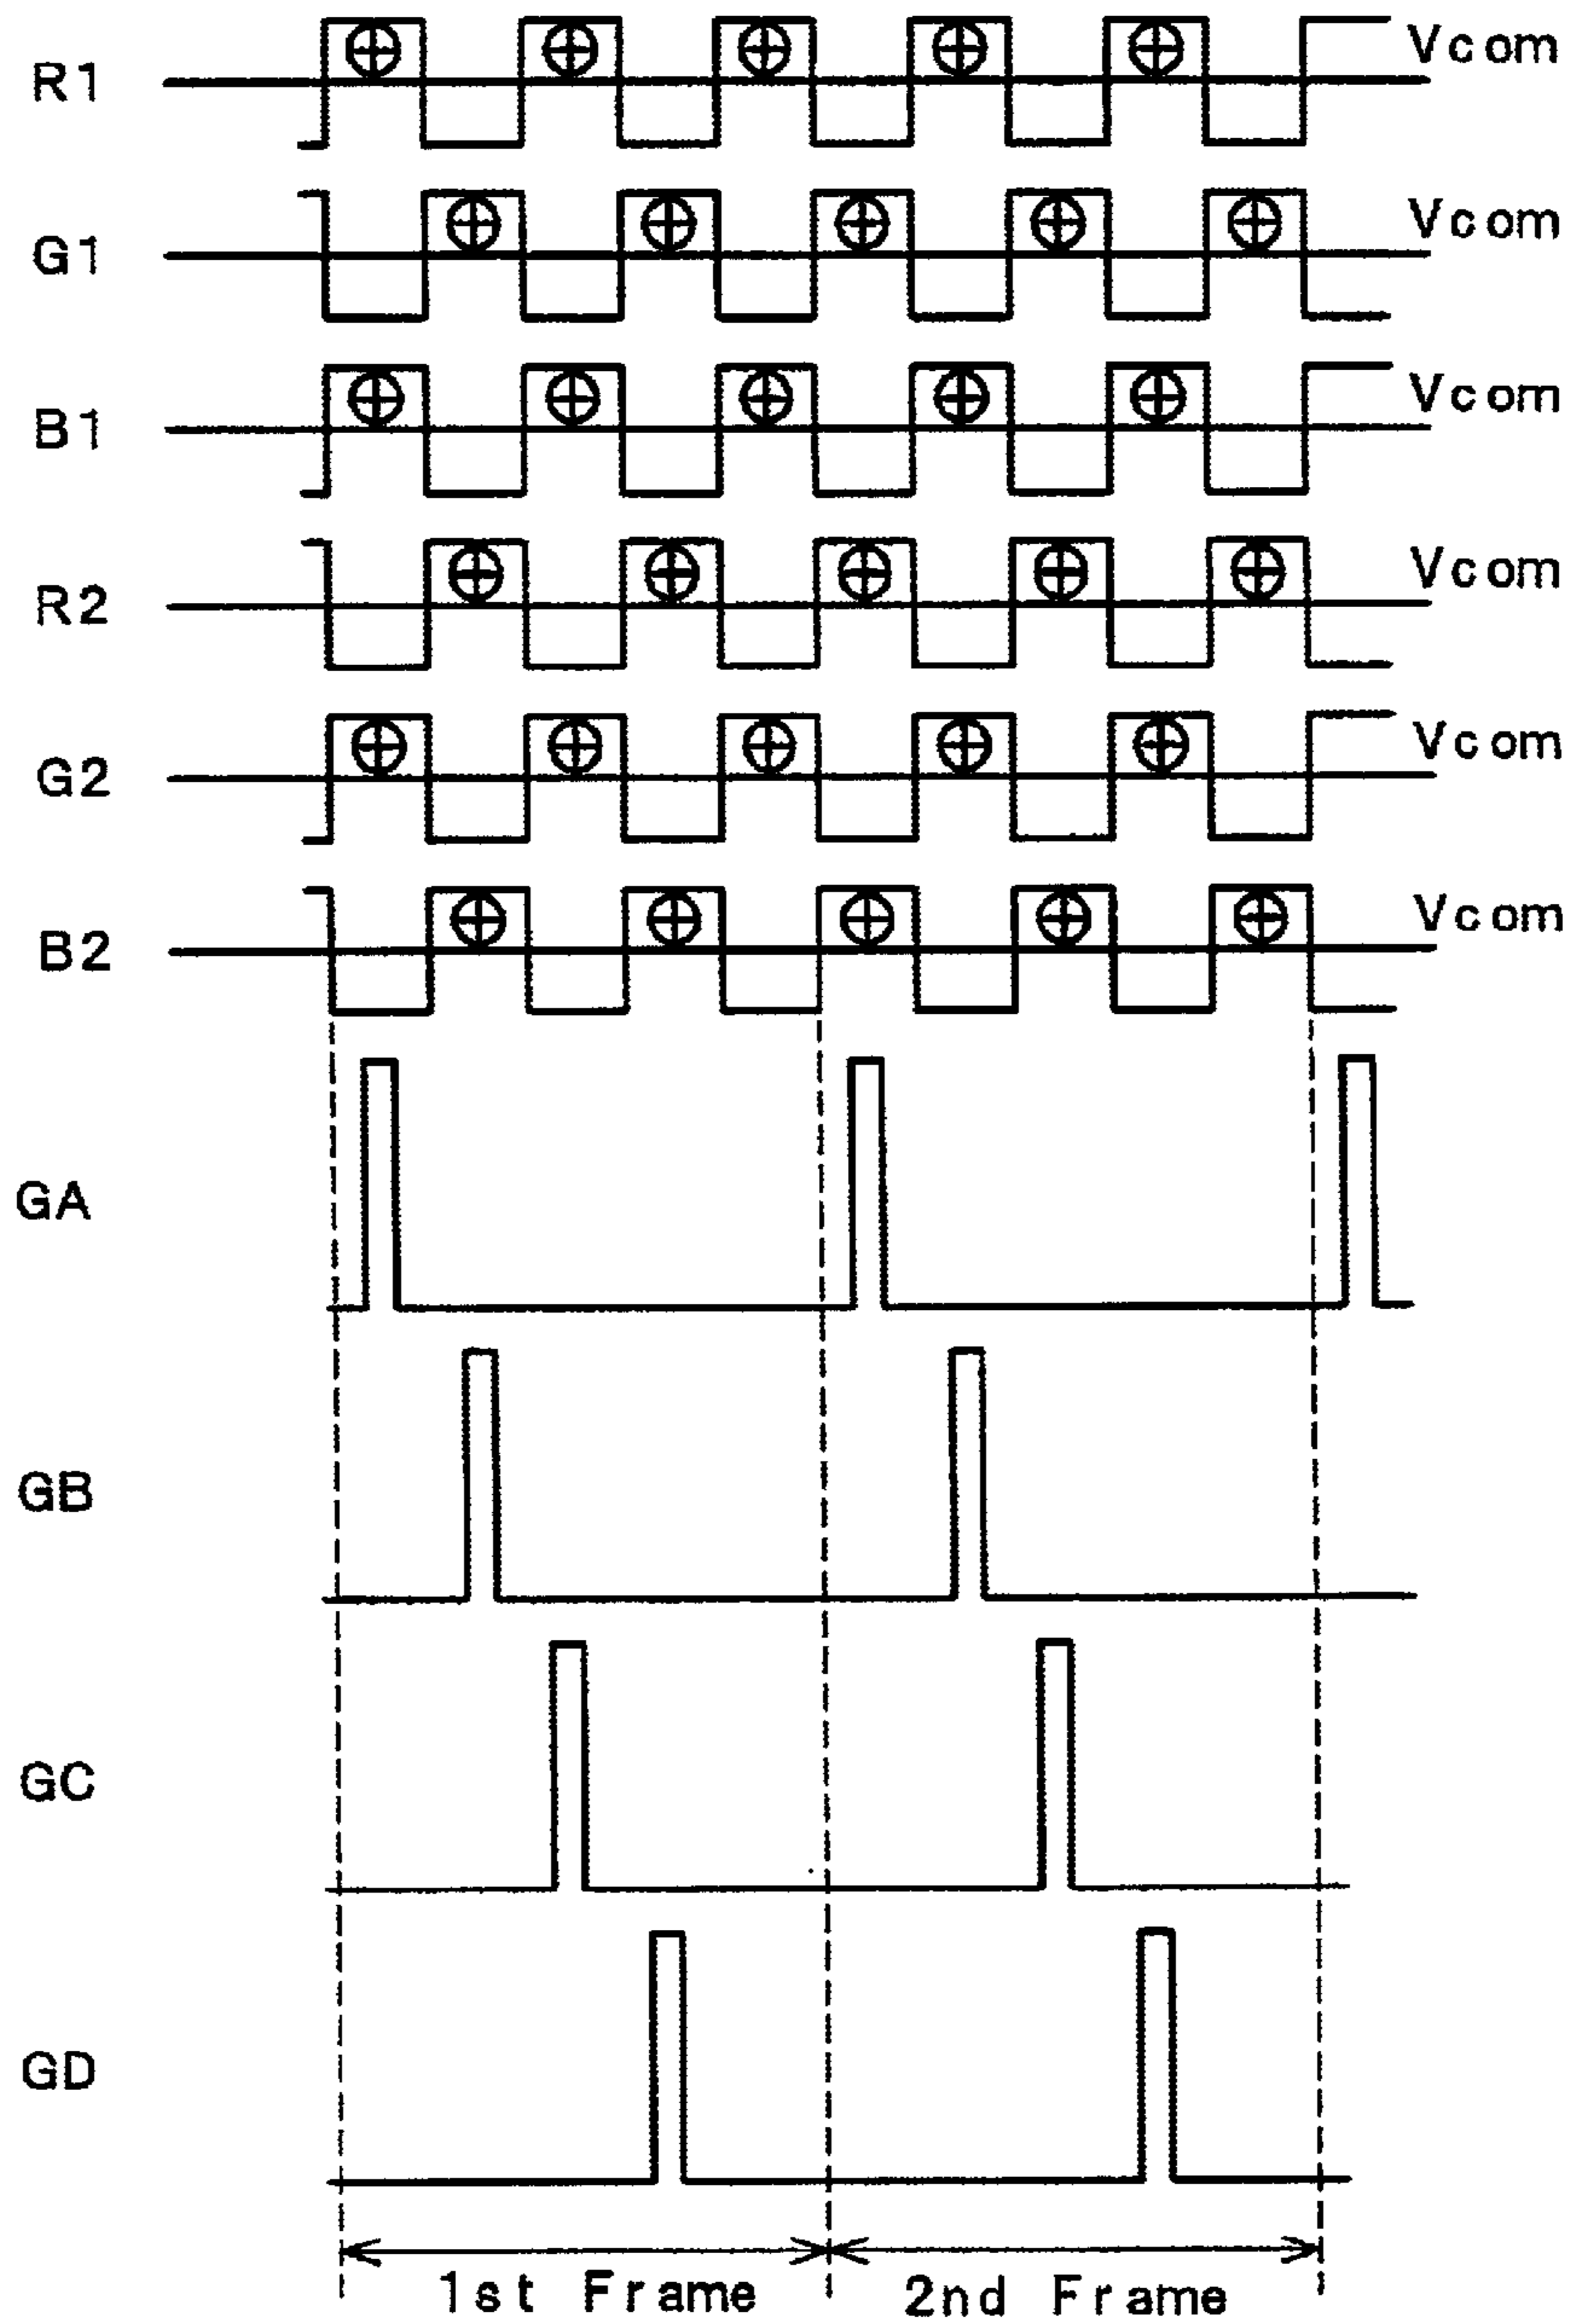 R1 Vcom
G1 Vcom
B1 Vcom
R2 Vcom
G2 Vcom
B2 Vcom
GA
GB
GC
GD
1st Frame 2nd Frame